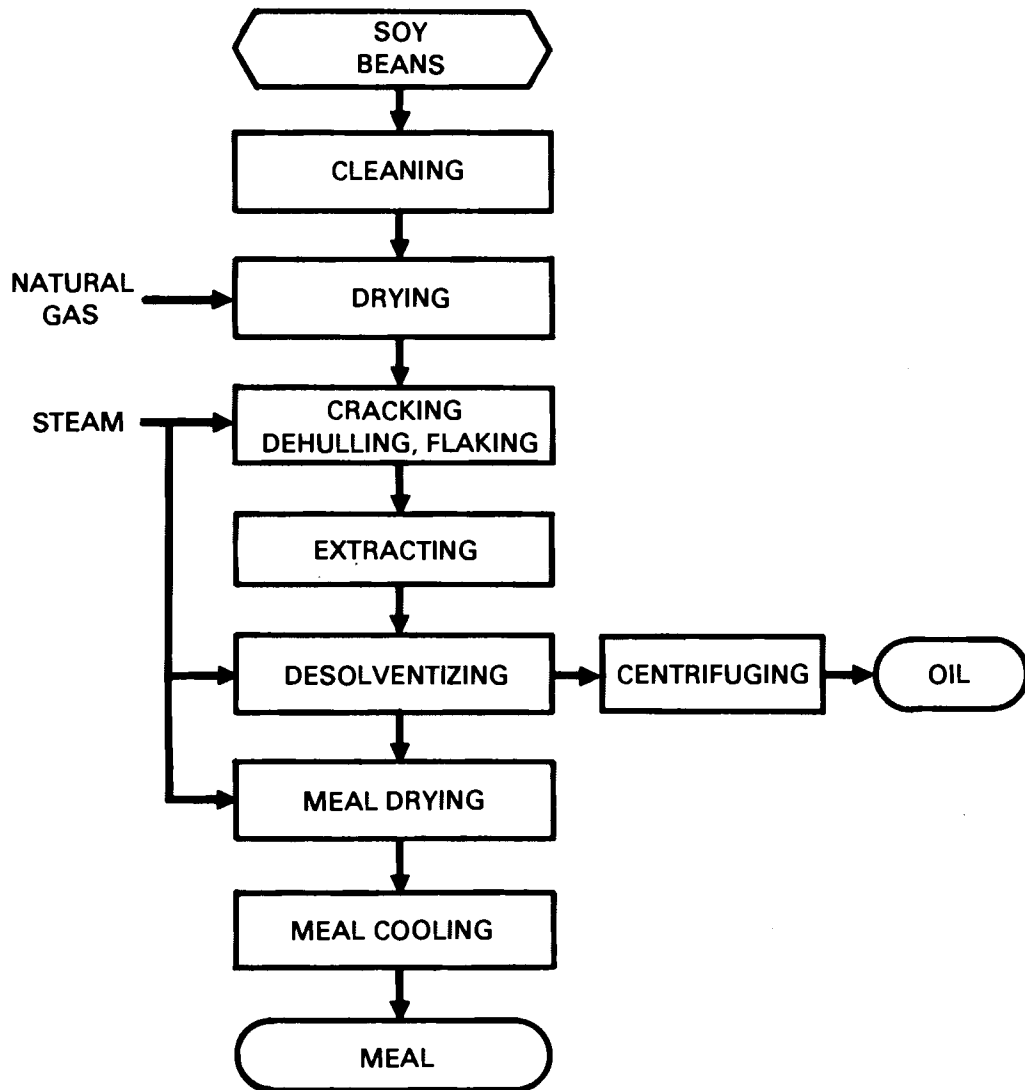 SOY
BEANS
CLEANING
NATURAL
GAS
DRYING
STEAM
CRACKING
DEHULLING, FLAKING
EXTRACTING
DESOLVENTIZING
CENTRIFUGING
OIL
MEAL DRYING
MEAL COOLING
MEAL